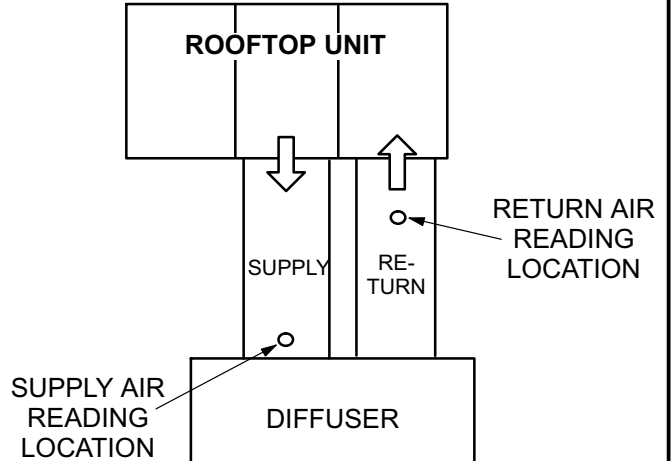 ROOFTOP UNIT
SUPPLY
RE-
TURN
RETURN AIR
READING
LOCATION
SUPPLY AIR
READING
LOCATION
DIFFUSER